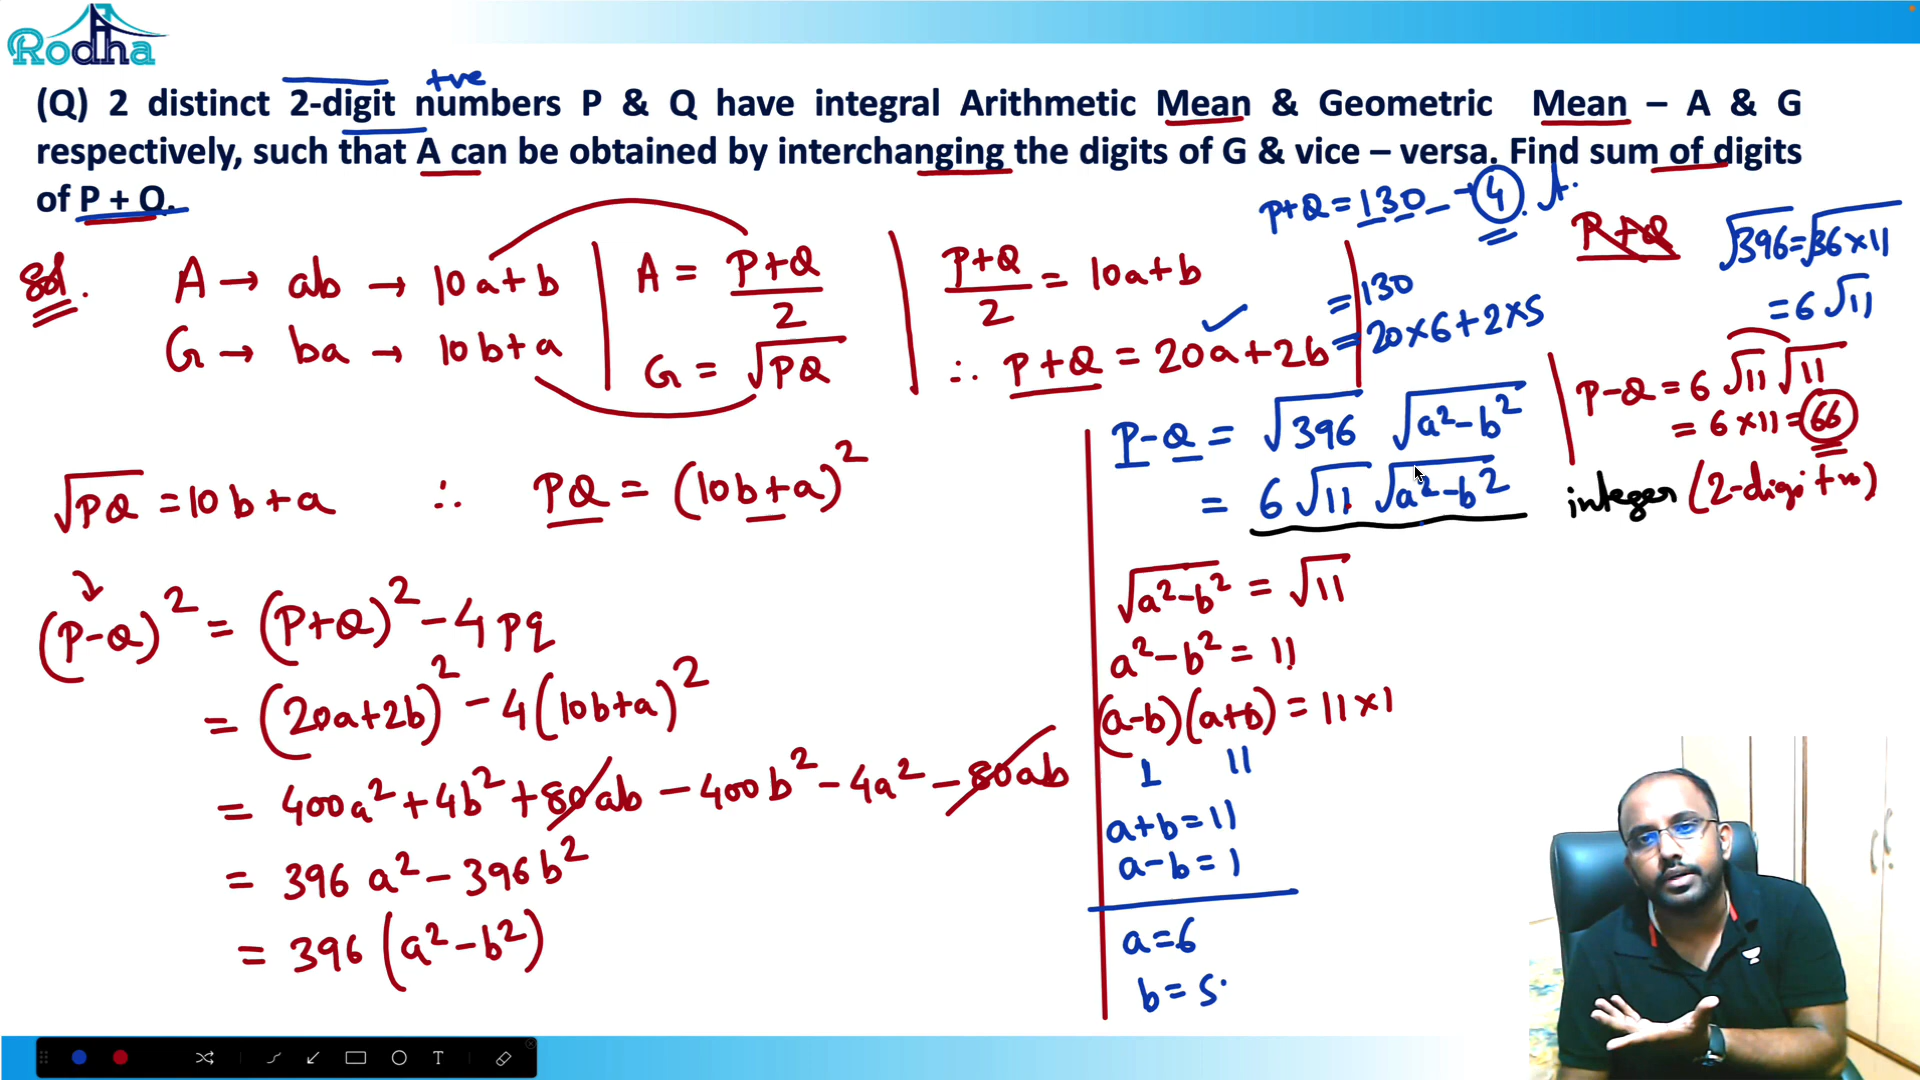 Rodha
+ve
(Q) 2 distinct 2-digit numbers P & Q have integral Arithmetic Mean & Geometric Mean – A & G
respectively, such that A can be obtained by interchanging the digits of G & vice – versa. Find sum of digits
of P + Q.
P+Q = 130 → 4
Sol.
A → ab → 10a+b
G → ba → 10b+a
A = P+Q/2
G = √PQ
P+Q/2 = 10a+b
∴ P+Q = 20a+2b
= 130
= 20×6+2×5
P+Q
√396 = √36×11
= 6√11
P-Q = 6√11 √11
= 6×11 = 66
√PQ = 10b+a ∴ PQ = (10b+a)²
(P-Q)² = (P+Q)² - 4pq
= (20a+2b)² - 4(10b+a)²
= 400a² + 4b² + 80ab - 400b² - 4a² - 80ab
= 396a² - 396b²
= 396(a²-b²)
P-Q = √396 √a²-b²
= 6√11 √a²-b²
integer (2-digit no)
√a²-b² = √11
a²-b² = 11
(a-b)(a+b) = 11×1
1 11
a+b = 11
a-b = 1
a=6
b=5.
T